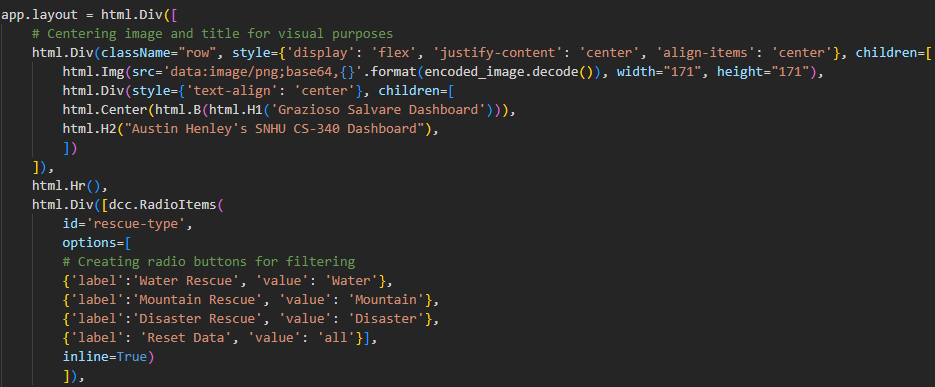 app.layout = html.Div([
    # Centering image and title for visual purposes
    html.Div(className="row", style={'display': 'flex', 'justify-content': 'center', 'align-items': 'center'}, children=[
        html.Img(src='data:image/png;base64,{}'.format(encoded_image.decode()), width="171", height="171"),
        html.Div(style={'text-align': 'center'}, children=[
        html.Center(html.B(html.H1('Grazioso Salvare Dashboard'))),
        html.H2("Austin Henley's SNHU CS-340 Dashboard"),
        ])
    ]),
    html.Hr(),
    html.Div([dcc.RadioItems(
        id='rescue-type',
        options=[
        # Creating radio buttons for filtering
        {'label':'Water Rescue', 'value': 'Water'},
        {'label':'Mountain Rescue', 'value': 'Mountain'},
        {'label':'Disaster Rescue', 'value': 'Disaster'},
        {'label': 'Reset Data', 'value': 'all'}],
        inline=True)
        ]),